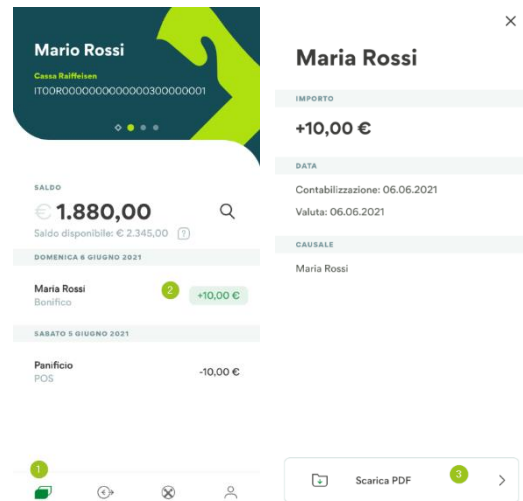 Mario Rossi
Cassa Raiffeisen
IT00R0000000000000300000001
SALDO
€ 1.880,00
Saldo disponibile: € 2.345,00 ?
DOMENICA 6 GIUGNO 2021
Maria Rossi
Bonifico
2
+10,00 €
SABATO 5 GIUGNO 2021
Panificio
POS
-10,00 €
1
Maria Rossi
IMPORTO
+10,00 €
DATA
Contabilizzazione: 06.06.2021
Valuta: 06.06.2021
CAUSALE
Maria Rossi
Scarica PDF
3